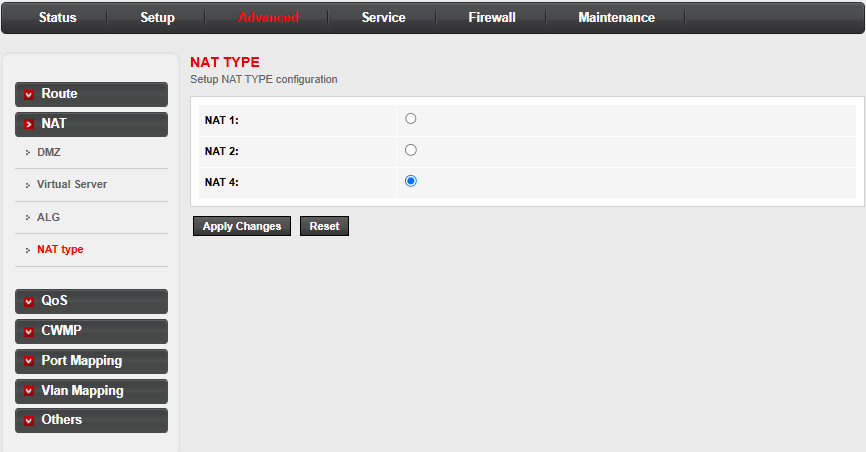 Status Setup Advanced Service Firewall Maintenance
Route
NAT
DMZ
Virtual Server
ALG
NAT type
QoS
CWMP
Port Mapping
Vlan Mapping
Others
NAT TYPE
Setup NAT TYPE configuration
NAT 1:
NAT 2:
NAT 4:
Apply Changes Reset